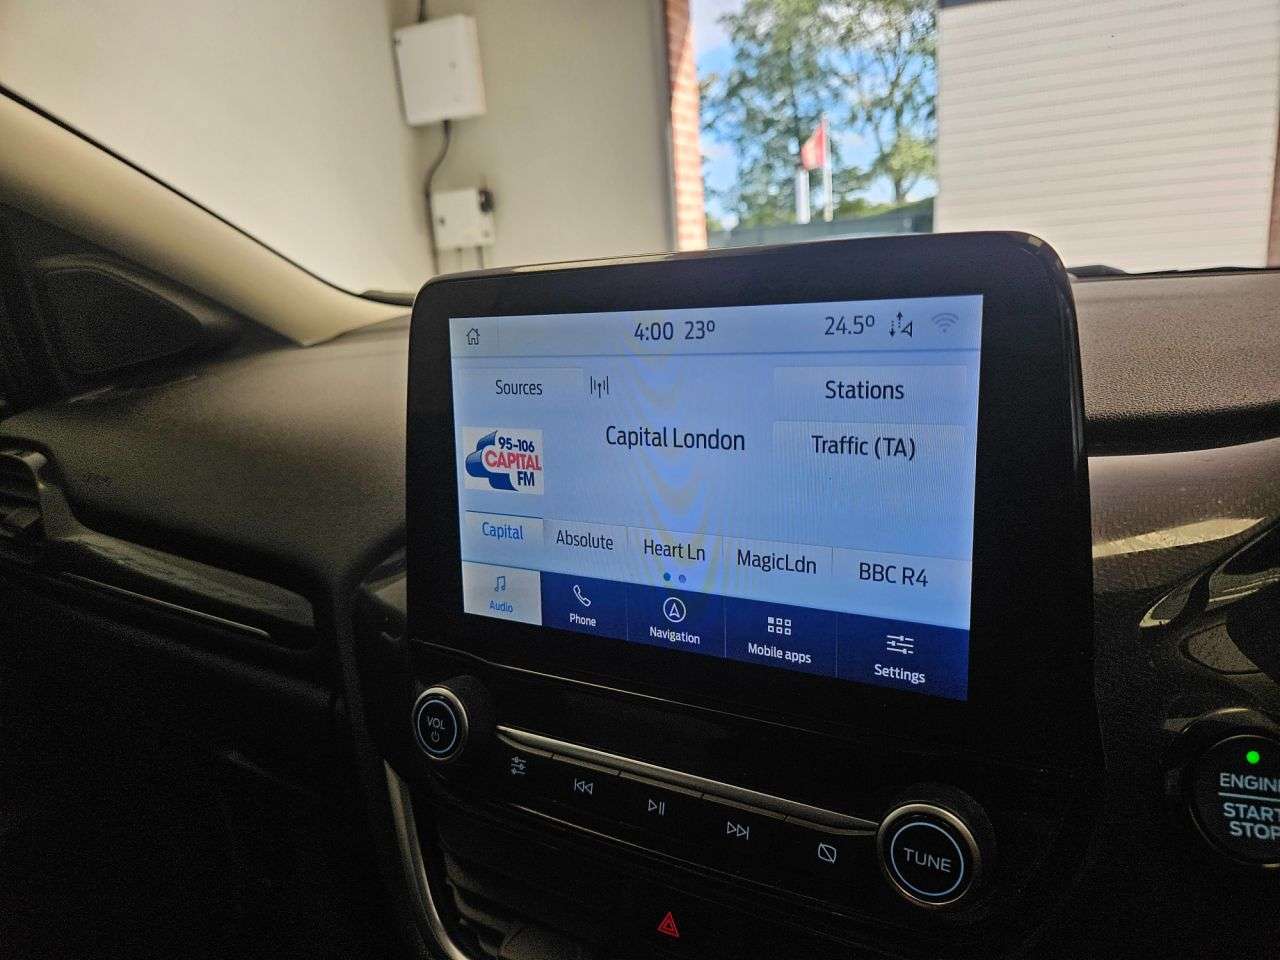 4:00 23º 24.5º
Sources
Stations
95-106
CAPITAL
FM
Capital London
Traffic (TA)
Capital
Absolute
Heart Ln
MagicLdn
BBC R4
Audio
Phone
Navigation
Mobile apps
Settings
VOL
TUNE
ENGINE
START
STOP